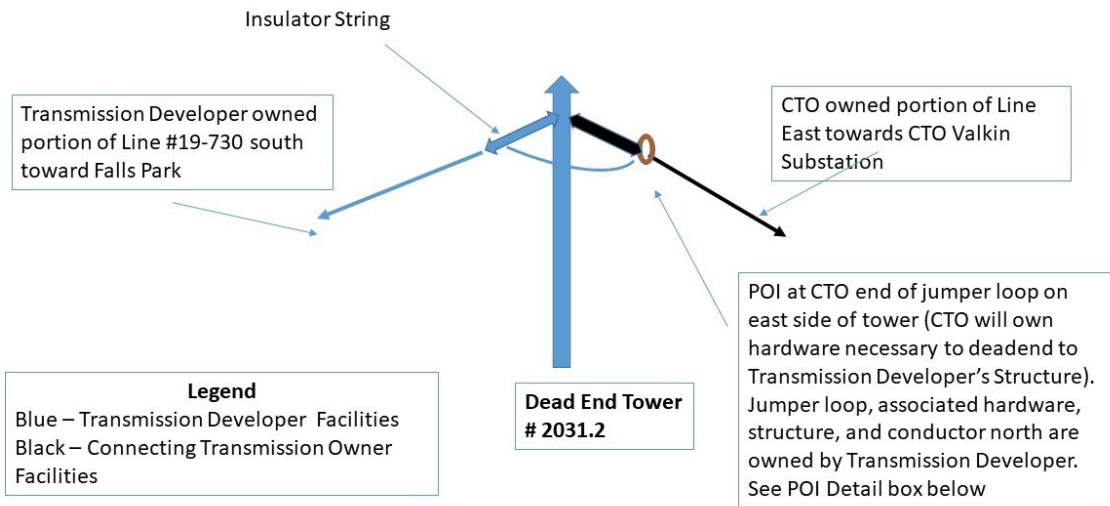 Insulator String
Transmission Developer owned
portion of Line #19-730 south
toward Falls Park
CTO owned portion of Line
East towards CTO Valkin
Substation
POI at CTO end of jumper loop on
east side of tower (CTO will own
hardware necessary to deadend to
Transmission Developer's Structure).
Jumper loop, associated hardware,
structure, and conductor north are
owned by Transmission Developer.
See POI Detail box below
Legend
Blue – Transmission Developer  Facilities
Black – Connecting Transmission Owner
Facilities
Dead End Tower
# 2031.2